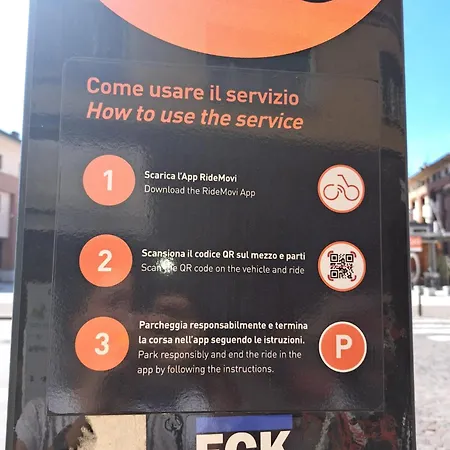 Come usare il servizio
How to use the service
1
Scarica l'App RideMovi
Download the RideMovi App
2
Scansiona il codice QR sul mezzo e parti
Scan the QR code on the vehicle and ride
3
Parcheggia responsabilmente e termina
la corsa nell'app seguendo le istruzioni.
Park responsibly and end the ride in the
app by following the instructions.
P